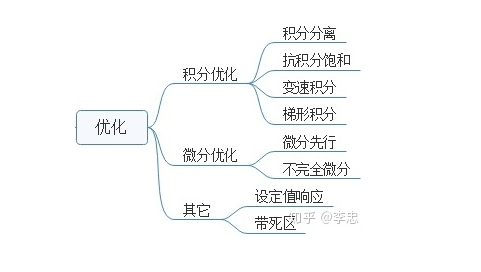 优化
积分优化
积分分离
抗积分饱和
变速积分
梯形积分
微分优化
微分先行
不完全微分
其它
设定值响应
带死区
知乎 @李忠